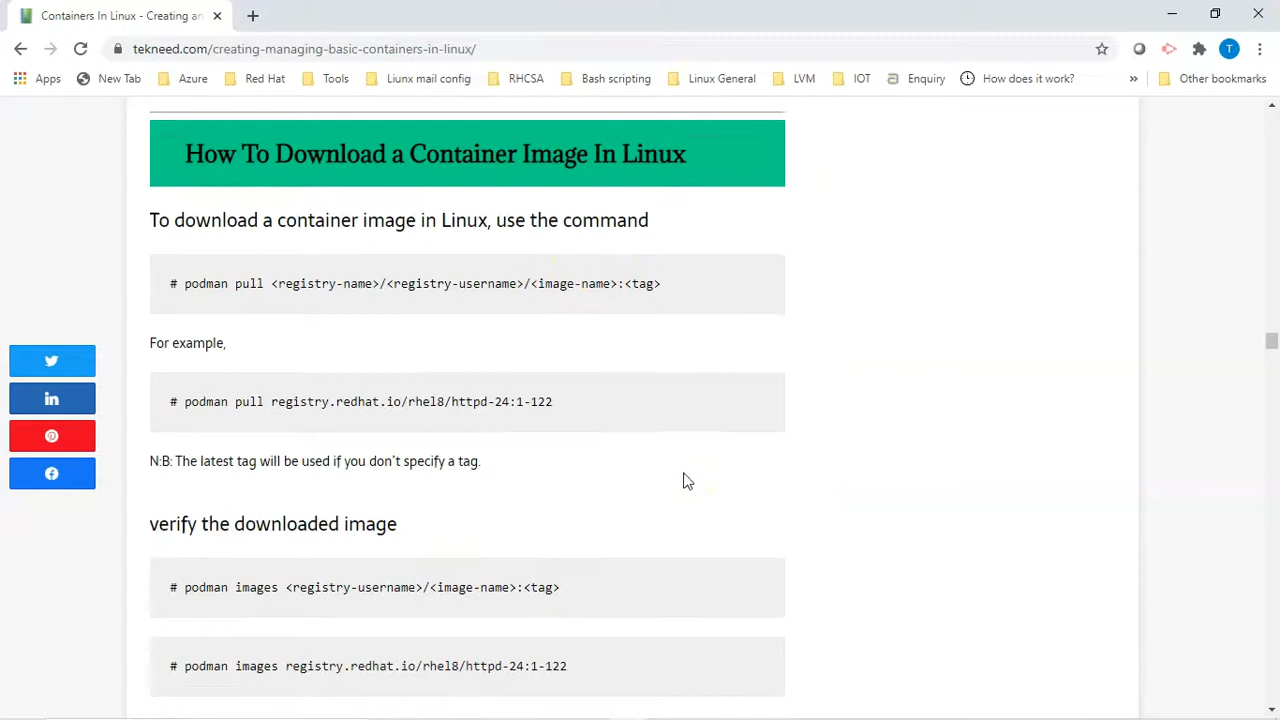 Containers In Linux - Creating an
tekneed.com/creating-managing-basic-containers-in-linux/
T
Apps
New Tab
Azure
Red Hat
Tools
Liunx mail config
RHCSA
Bash scripting
Linux General
LVM
IOT
Enquiry
How does it work?
»
Other bookmarks
How To Download a Container Image In Linux
To download a container image in Linux, use the command
# podman pull <registry-name>/<registry-username>/<image-name>:<tag>
For example,
# podman pull registry.redhat.io/rhel8/httpd-24:1-122
N:B: The latest tag will be used if you don't specify a tag.
verify the downloaded image
# podman images <registry-username>/<image-name>:<tag>
# podman images registry.redhat.io/rhel8/httpd-24:1-122